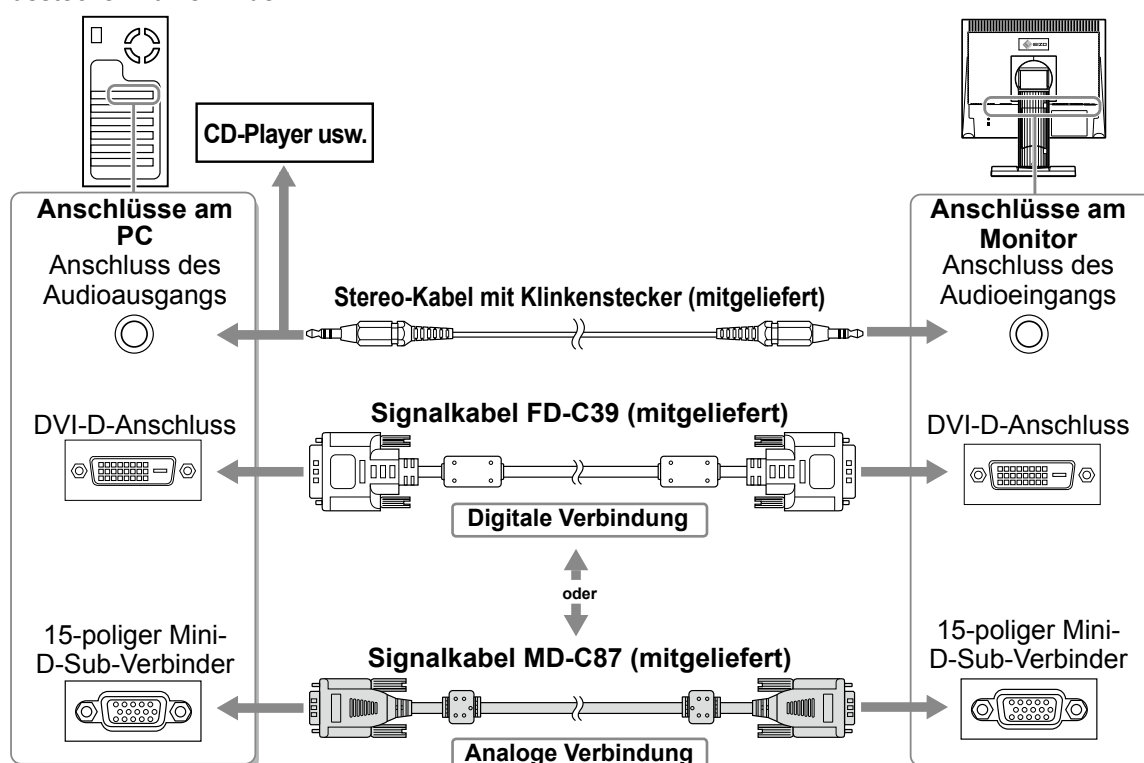 EIZO
CD-Player usw.
Anschlüsse am
PC
Anschluss des
Audioausgangs
Anschlüsse am
Monitor
Anschluss des
Audioeingangs
Stereo-Kabel mit Klinkenstecker (mitgeliefert)
DVI-D-Anschluss
Signalkabel FD-C39 (mitgeliefert)
DVI-D-Anschluss
Digitale Verbindung
oder
15-poliger Mini-
D-Sub-Verbinder
Signalkabel MD-C87 (mitgeliefert)
15-poliger Mini-
D-Sub-Verbinder
Analoge Verbindung